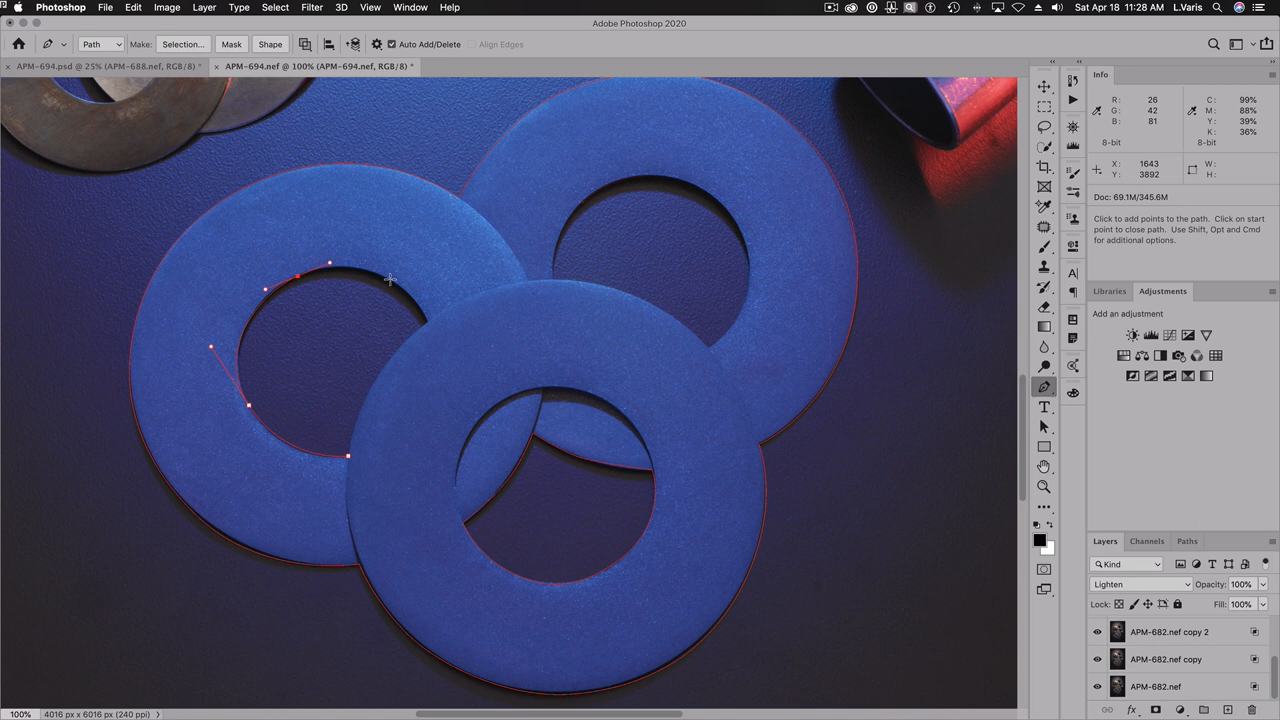 Photoshop File Edit Image Layer Type Select Filter 3D View Window Help Sat Apr 18 11:28 AM L.Varis
Adobe Photoshop 2020
Path Make: Selection... Mask Shape Auto Add/Delete Align Edges
× APM-694.psd @ 25% (APM-688.nef, RGB/8) * × APM-694.nef @ 100% (APM-694.nef, RGB/8) *
Info
R: 26 C: 99%
G: 42 M: 88%
B: 81 Y: 39%
K: 36%
8-bit 8-bit
X: 1643 W:
Y: 3892 H:
Doc: 69.1M/345.6M
Click to add points to the path. Click on start
point to close path. Use Shift, Opt and Cmd
for additional options.
Libraries Adjustments
Add an adjustment
Layers Channels Paths
Kind
Lighten Opacity: 100%
Lock: Fill: 100%
APM-682.nef copy 2
APM-682.nef copy
APM-682.nef
100% 4016 px x 6016 px (240 ppi)